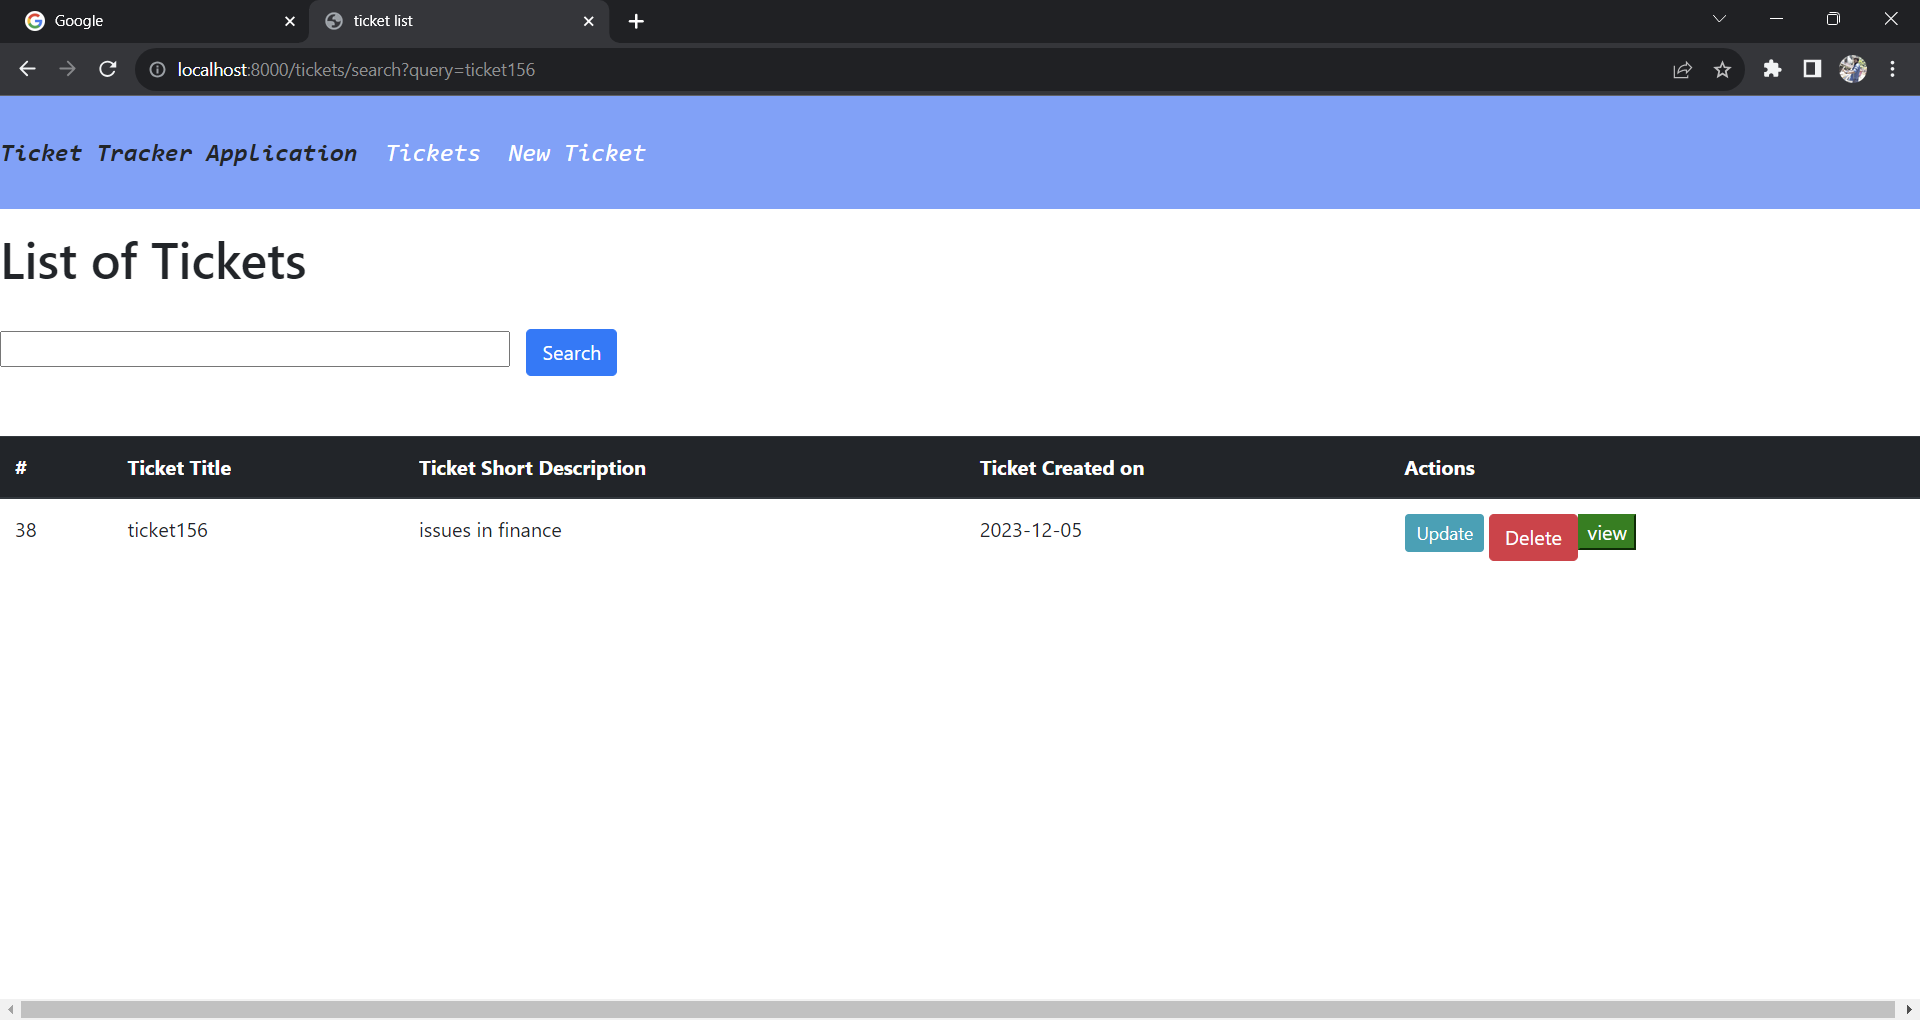 Google
ticket list
localhost:8000/tickets/search?query=ticket156
Ticket Tracker Application Tickets New Ticket
List of Tickets
Search
# Ticket Title Ticket Short Description Ticket Created on Actions
38 ticket156 issues in finance 2023-12-05 Update Delete view